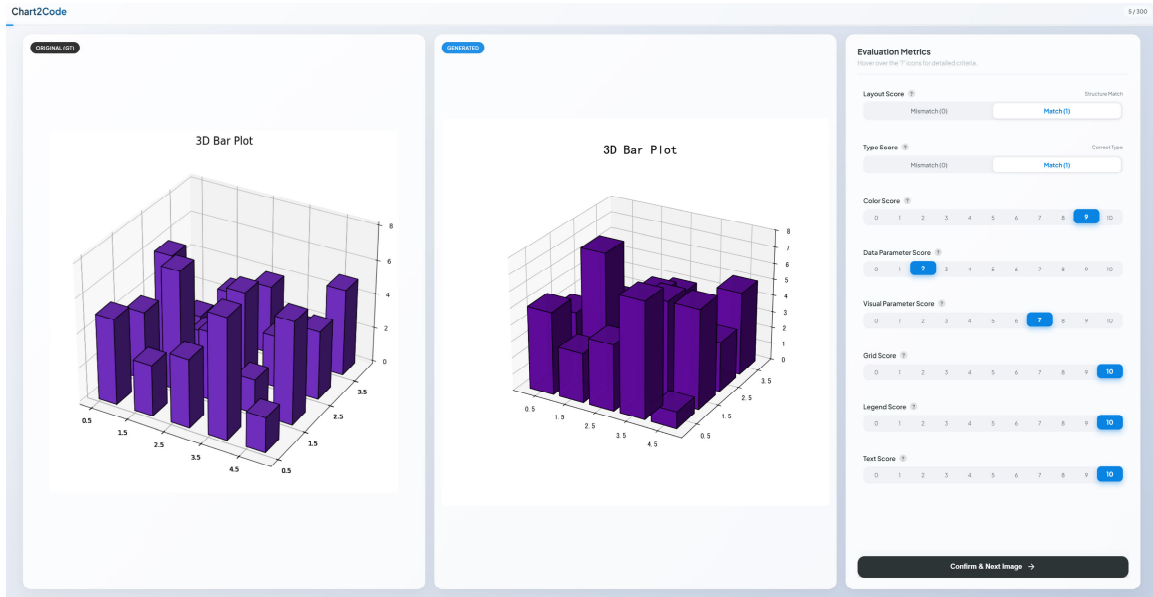 Chart2Code
5 / 300
ORIGINAL (GT)
3D Bar Plot
8
6
4
2
0
0.5
1.5
2.5
3.5
4.5
0.5
1.5
2.5
3.5
GENERATED
3D Bar Plot
8
7
6
5
4
3
2
1
0
0.5
1.5
2.5
3.5
4.5
0.5
1.5
2.5
3.5
Evaluation Metrics
Hover over the '?' icons for detailed criteria.
Layout Score ? Structure Match
Mismatch (0) Match (1)
Type Score ? Correct Type
Mismatch (0) Match (1)
Color Score ?
0 1 2 3 4 5 6 7 8 9 10
Data Parameter Score ?
0 1 2 3 4 5 6 7 8 9 10
Visual Parameter Score ?
0 1 2 3 4 5 6 7 8 9 10
Grid Score ?
0 1 2 3 4 5 6 7 8 9 10
Legend Score ?
0 1 2 3 4 5 6 7 8 9 10
Text Score ?
0 1 2 3 4 5 6 7 8 9 10
Confirm & Next Image →